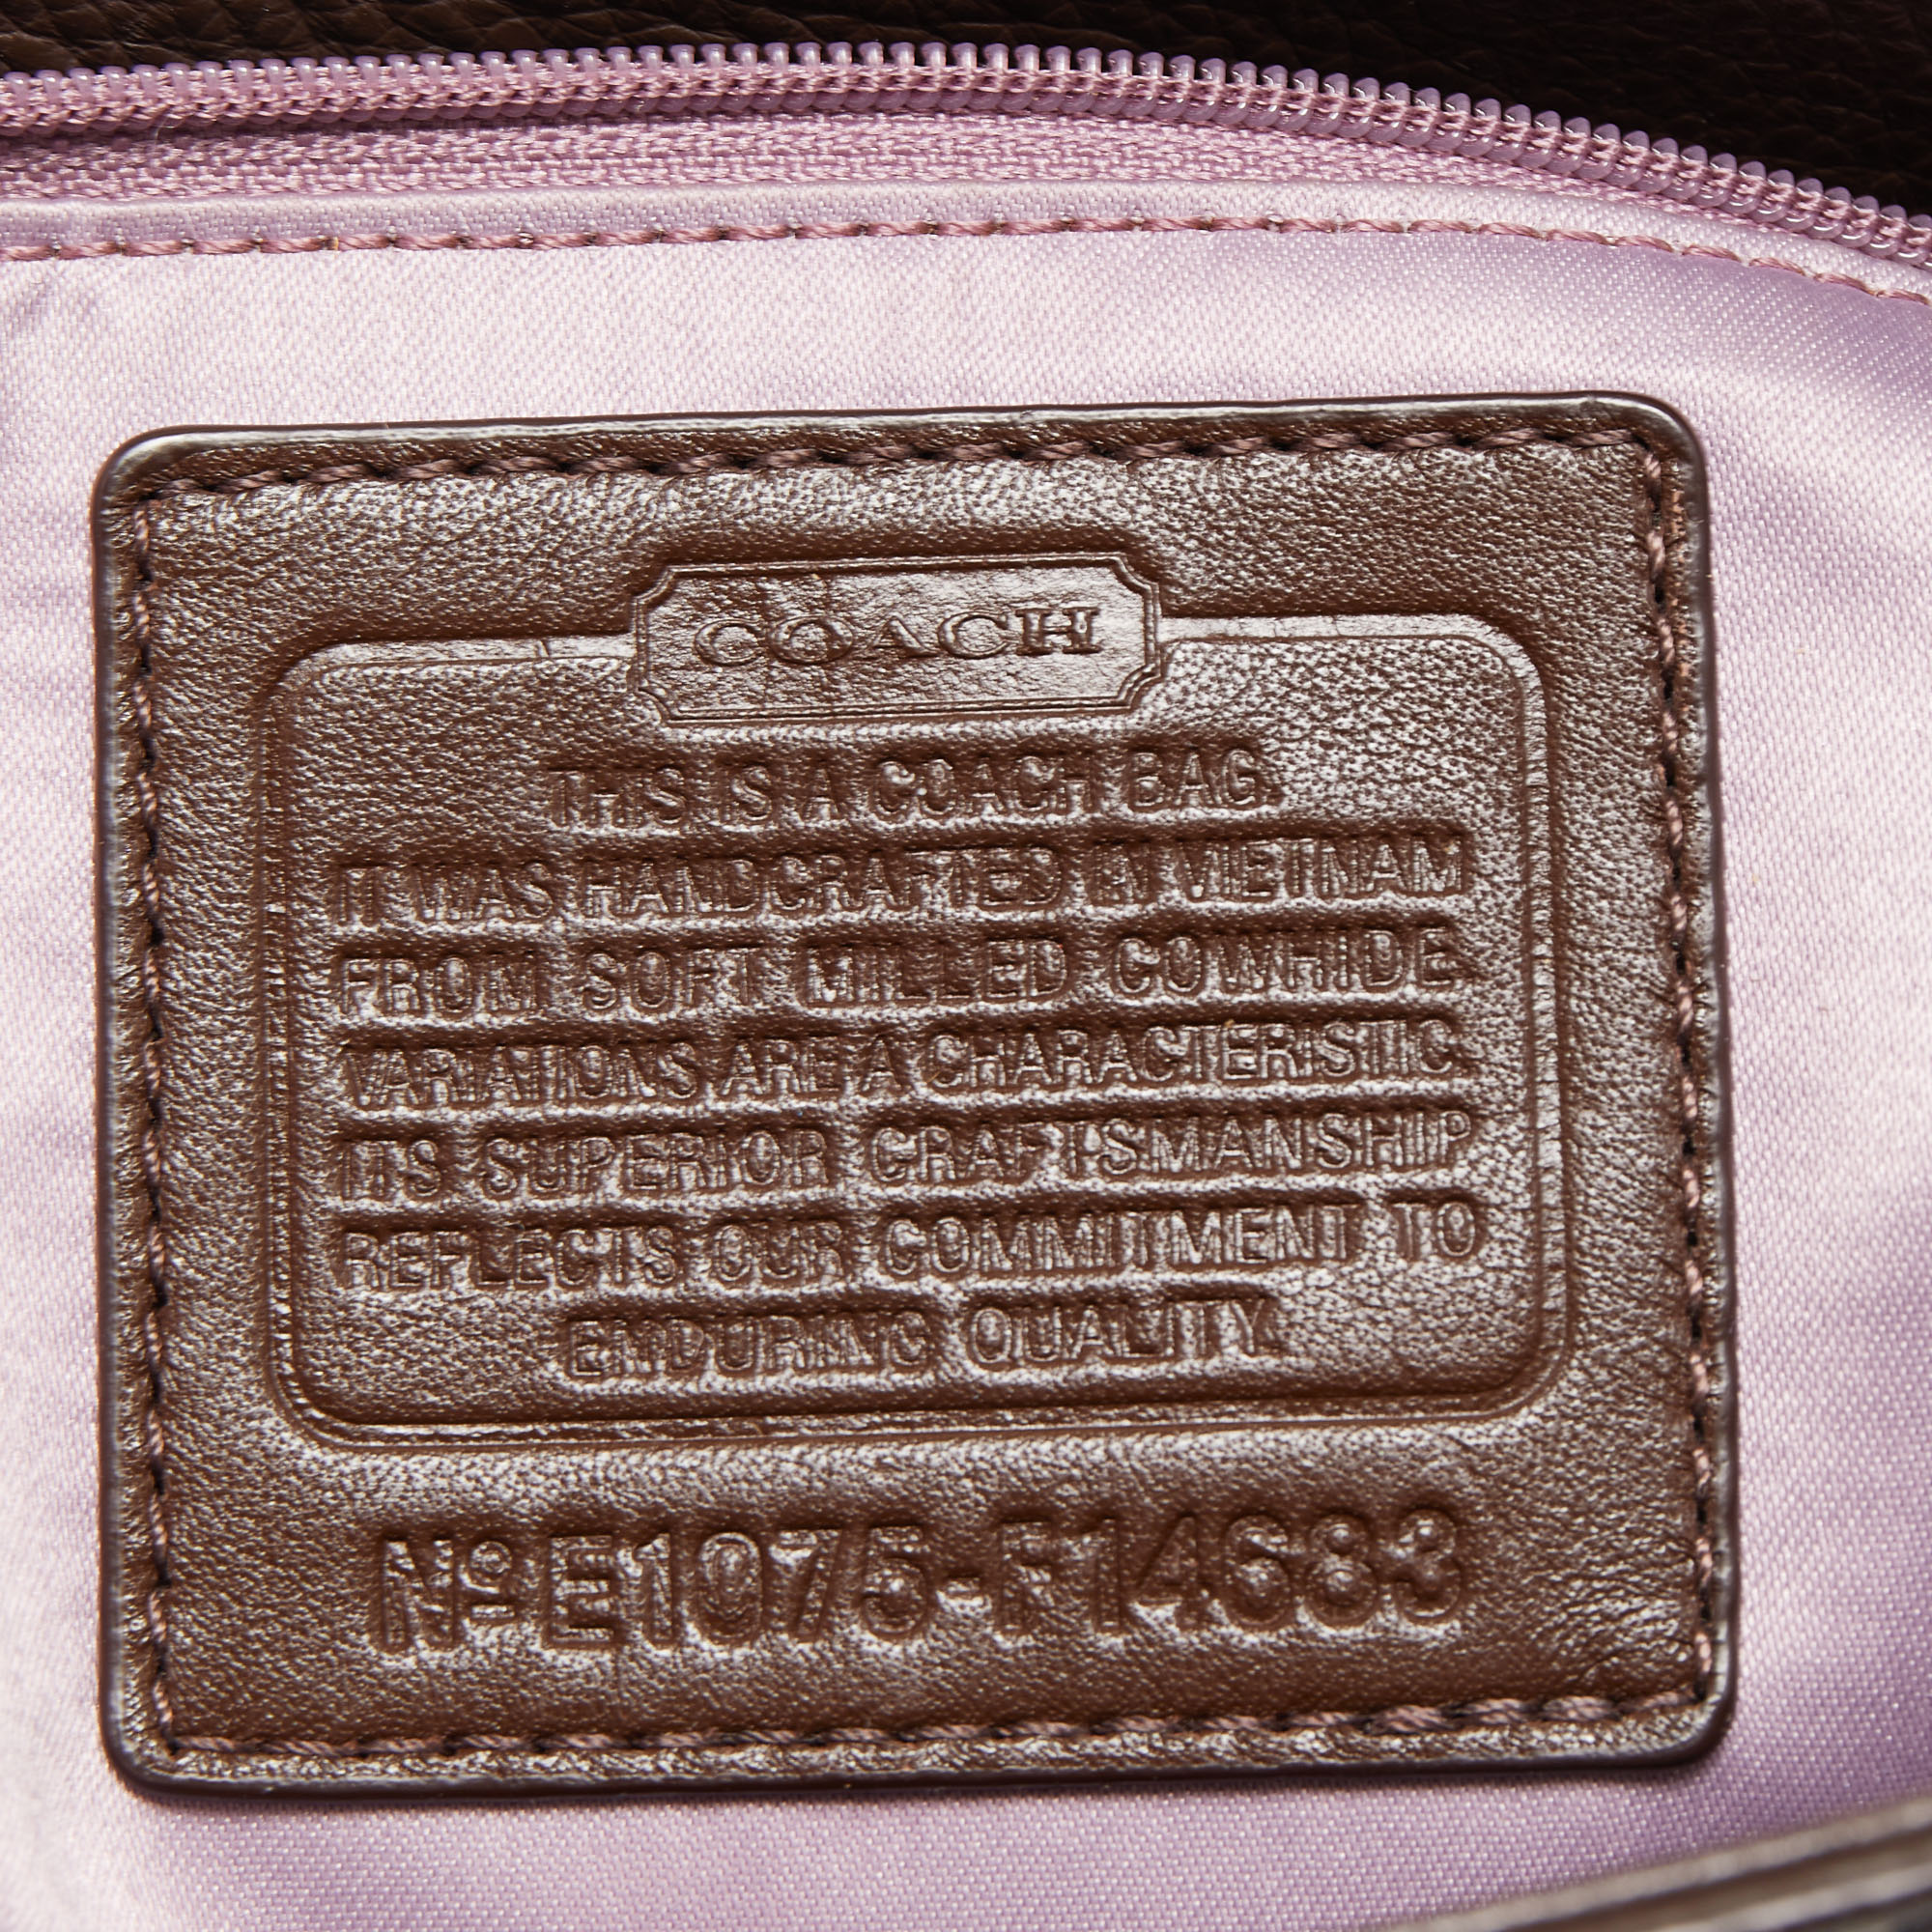 COACH
THIS IS A COACH BAG.
IT WAS HANDCRAFTED IN VIETNAM
FROM SOFT MILLED COWHIDE.
VARIATIONS ARE A CHARACTERISTIC.
ITS SUPERIOR CRAFTSMANSHIP
REFLECTS OUR COMMITMENT TO
ENDURING QUALITY.
Nº E1075-F14683